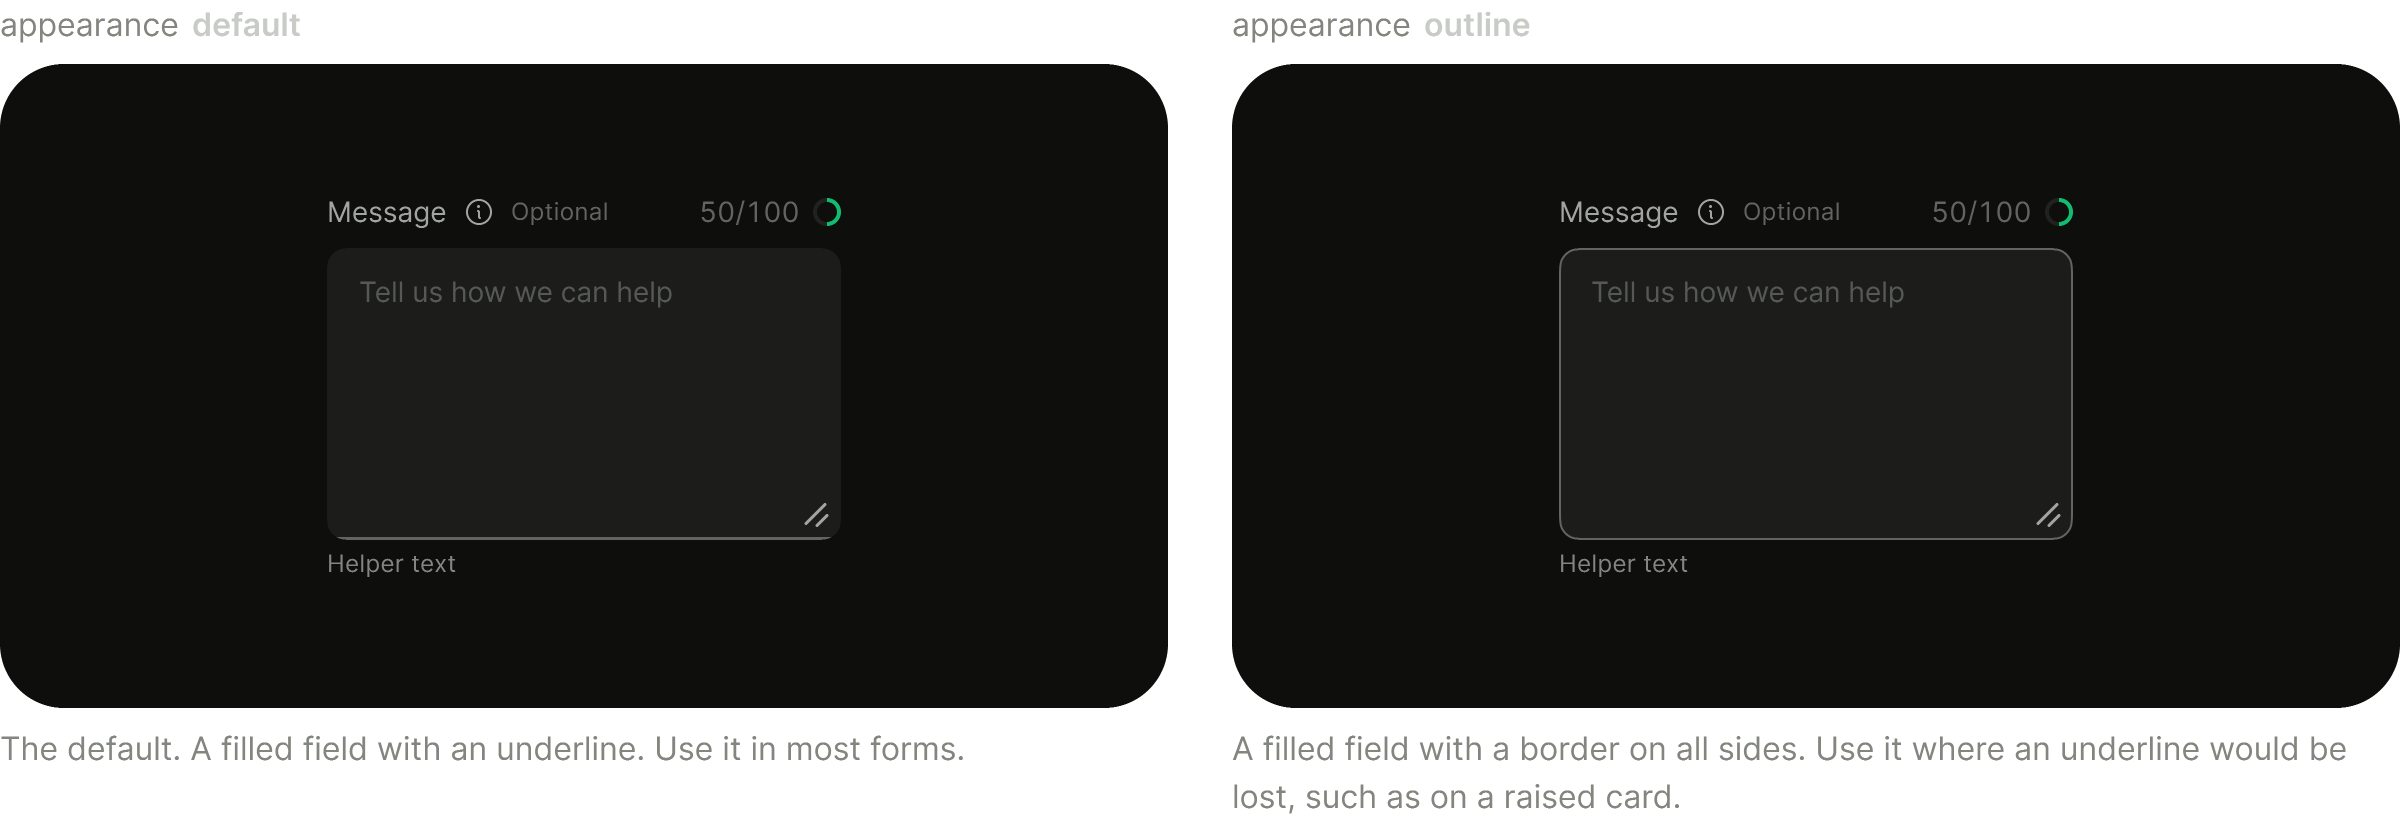 appearance default
Message Optional 50/100
Tell us how we can help
Helper text
The default. A filled field with an underline. Use it in most forms.
appearance outline
Message Optional 50/100
Tell us how we can help
Helper text
A filled field with a border on all sides. Use it where an underline would be
lost, such as on a raised card.